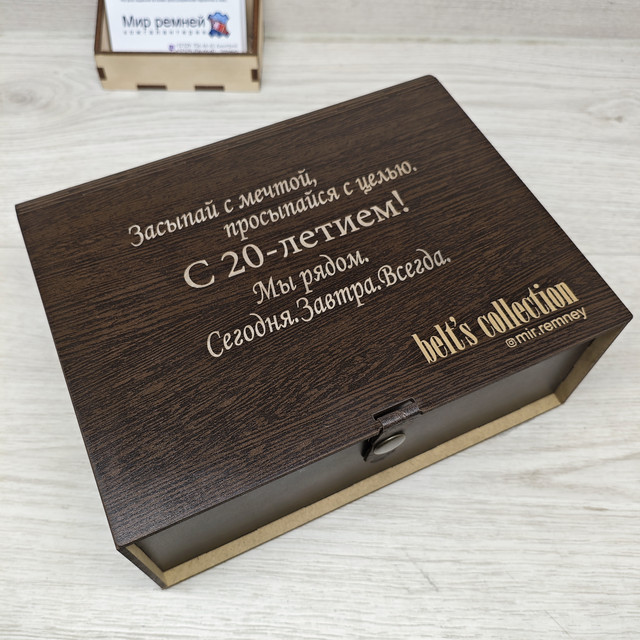 Мир ремней
Засыпай с мечтой,
просыпайся с целью.
С 20-летием!
Мы рядом.
Сегодня.Завтра.Всегда.
belt's collection
@mir.remney